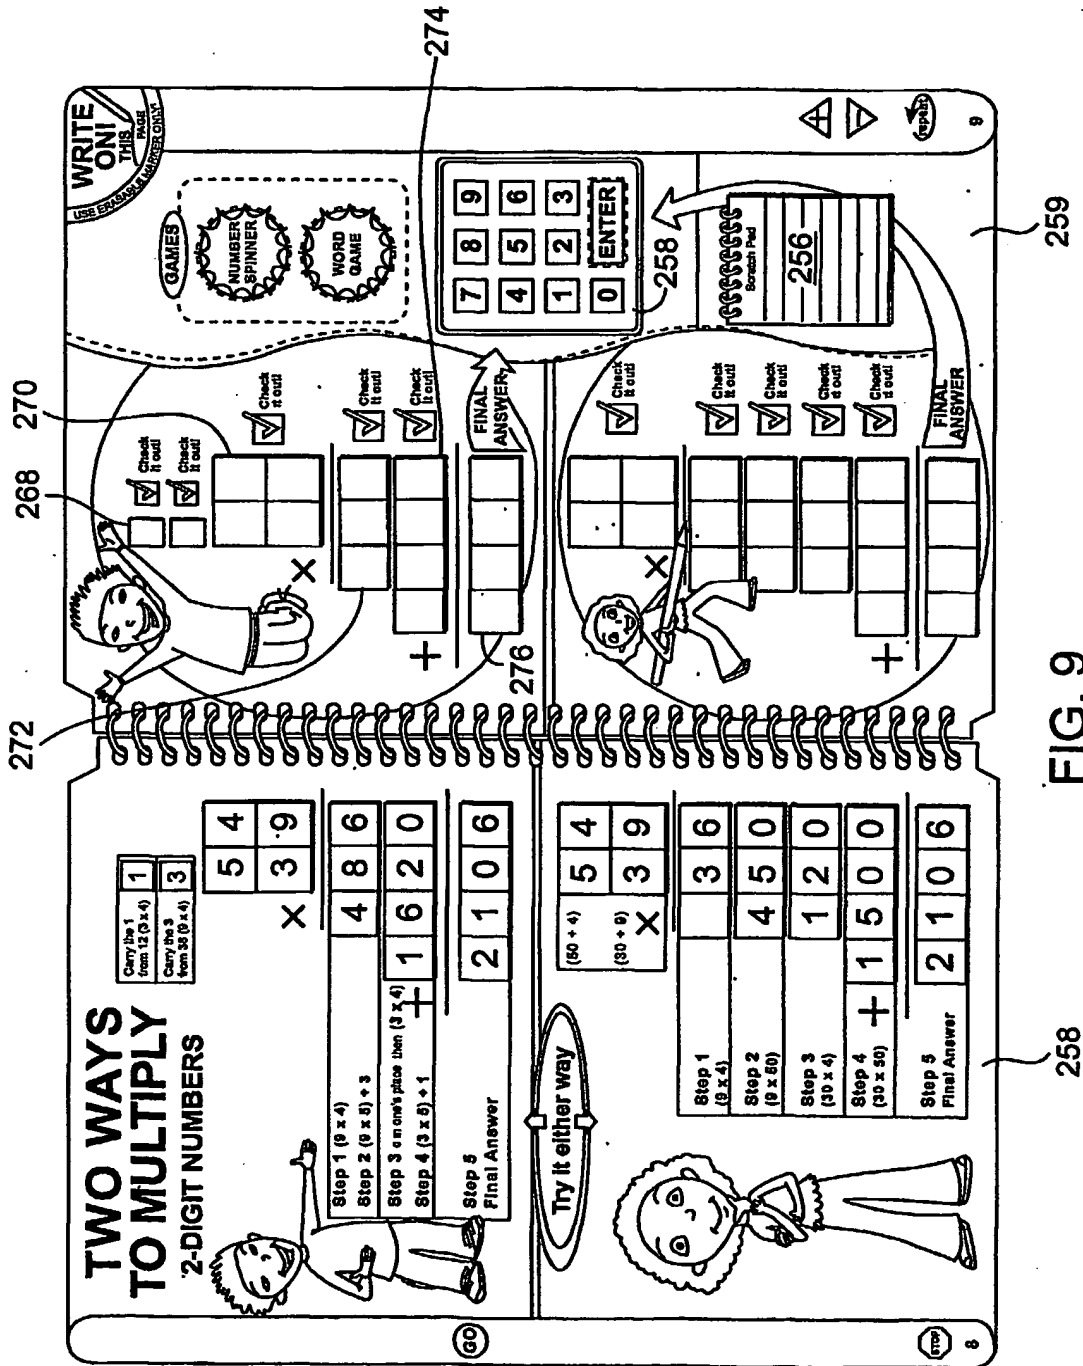 TWO WAYS
TO MULTIPLY
2-DIGIT NUMBERS
Carry the 1
from 12 (3 x 4)
1
Carry the 3
from 38 (9 x 4)
3
5 4
X 3 9
Step 1 (9 x 4)
Step 2 (9 x 5) + 3
4 8 6
Step 3 a in one's place then (3 x 4)
Step 4 (3 x 5) + 1
+ 1 6 2 0
Step 5
Final Answer
2 1 0 6
GO
Try it either way
(50 + 4) 5 4
(30 + 9) X 3 9
Step 1
(9 x 4)
3 6
Step 2
(9 x 50)
4 5 0
Step 3
(30 x 4)
1 2 0
Step 4
(30 x 50)
+ 1 5 0 0
Step 5
Final Answer
2 1 0 6
STOP
8
258
272
268
270
274
Check
it out!
Check
it out!
X
Check
it out!
Check
it out!
+
Check
it out!
276
FINAL
ANSWER
X
Check
it out!
Check
it out!
Check
it out!
Check
it out!
+
Check
it out!
FINAL
ANSWER
WRITE
ON!
THIS
PAGE
USE ERASABLE MARKER ONLY!
GAMES
NUMBER
SPINNER
WORD
GAME
7 8 9
4 5 6
1 2 3
0 ENTER
258
Scratch Pad
256
repeat
9
259
FIG. 9